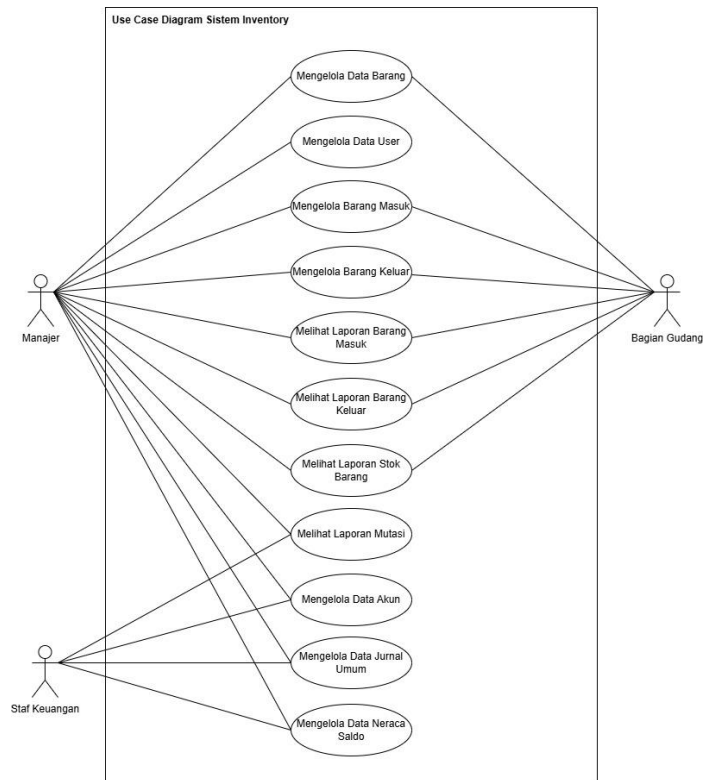 Use Case Diagram Sistem Inventory
Mengelola Data Barang
Mengelola Data User
Mengelola Barang Masuk
Mengelola Barang Keluar
Manajer
Bagian Gudang
Melihat Laporan Barang
Masuk
Melihat Laporan Barang
Keluar
Melihat Laporan Stok
Barang
Melihat Laporan Mutasi
Mengelola Data Akun
Mengelola Data Jurnal
Umum
Staf Keuangan
Mengelola Data Neraca
Saldo